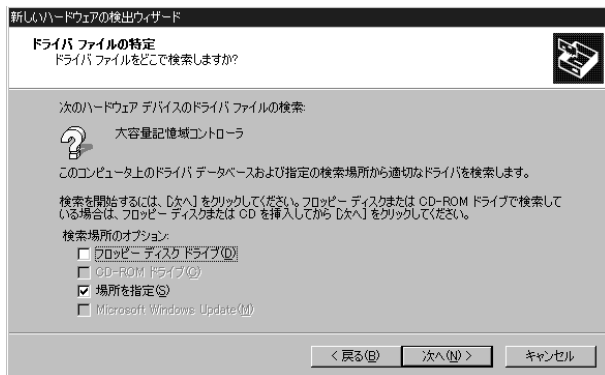 新しいハードウェアの検出ウィザード
ドライバ ファイルの特定
ドライバ ファイルをどこで検索しますか?
次のハードウェア デバイスのドライバ ファイルの検索:
大容量記憶域コントローラ
このコンピュータ上のドライバ データベースおよび指定の検索場所から適切なドライバを検索します。
検索を開始するには、[次へ] をクリックしてください。フロッピー ディスクまたは CD-ROM ドライブで検索して
いる場合は、フロッピー ディスクまたは CD を挿入してから [次へ] をクリックしてください。
検索場所のオプション:
フロッピー ディスク ドライブ(D)
CD-ROM ドライブ(C)
場所を指定(S)
Microsoft Windows Update(M)
< 戻る(B) 次へ(N) > キャンセル